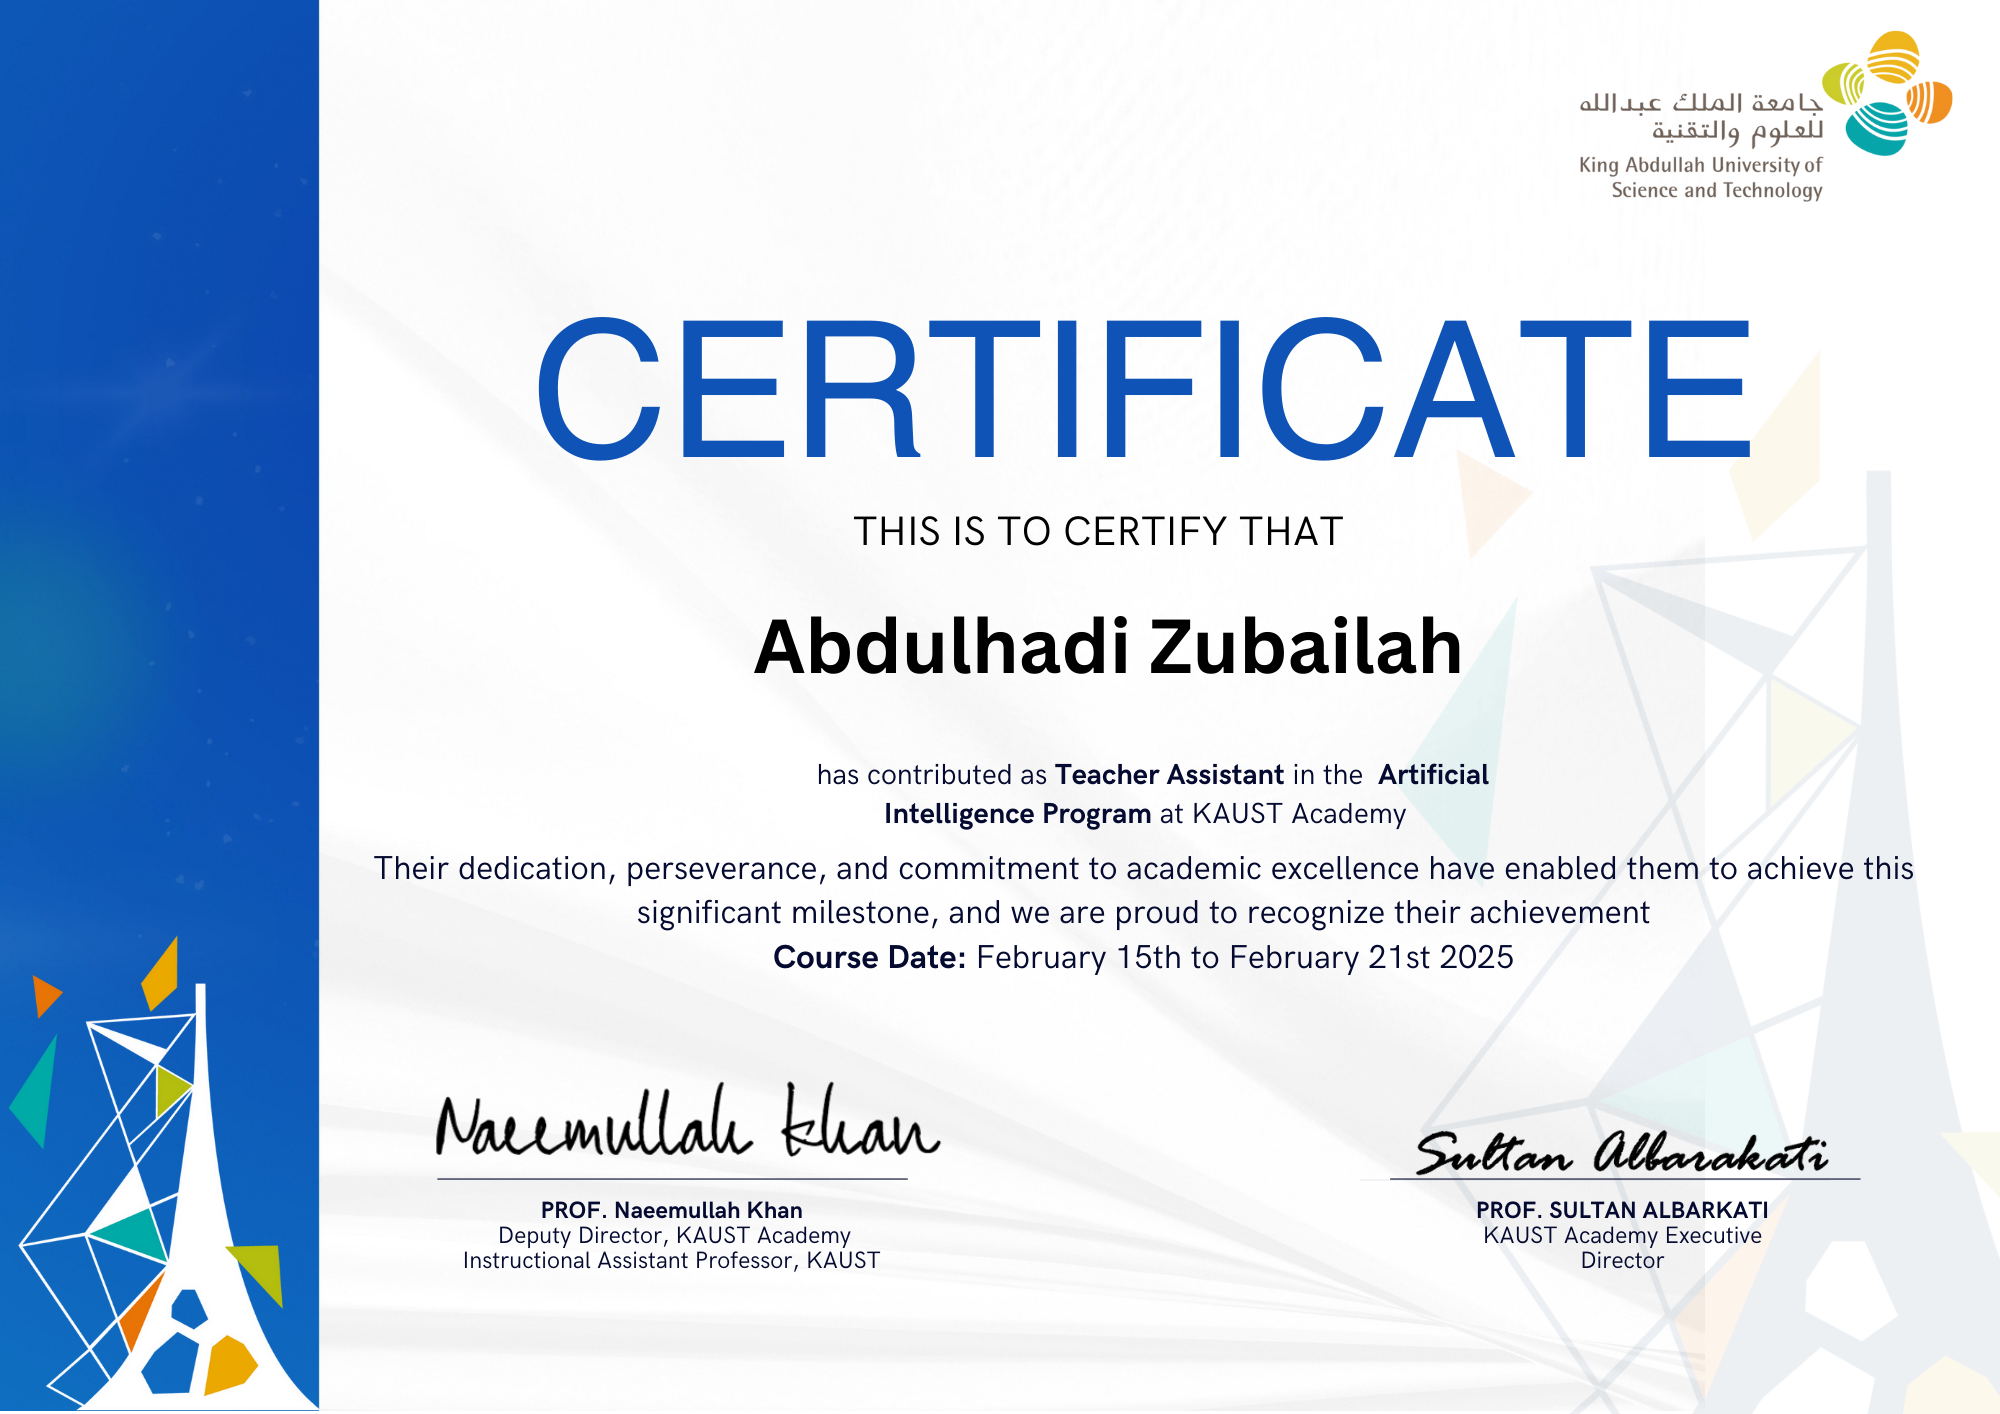 جامعة الملك عبدالله
للعلوم والتقنية
King Abdullah University of
Science and Technology
CERTIFICATE
THIS IS TO CERTIFY THAT
Abdulhadi Zubailah
has contributed as Teacher Assistant in the Artificial
Intelligence Program at KAUST Academy
Their dedication, perseverance, and commitment to academic excellence have enabled them to achieve this
significant milestone, and we are proud to recognize their achievement
Course Date: February 15th to February 21st 2025
Naeemullah Khan
PROF. Naeemullah Khan
Deputy Director, KAUST Academy
Instructional Assistant Professor, KAUST
Sultan Albarakati
PROF. SULTAN ALBARKATI
KAUST Academy Executive
Director